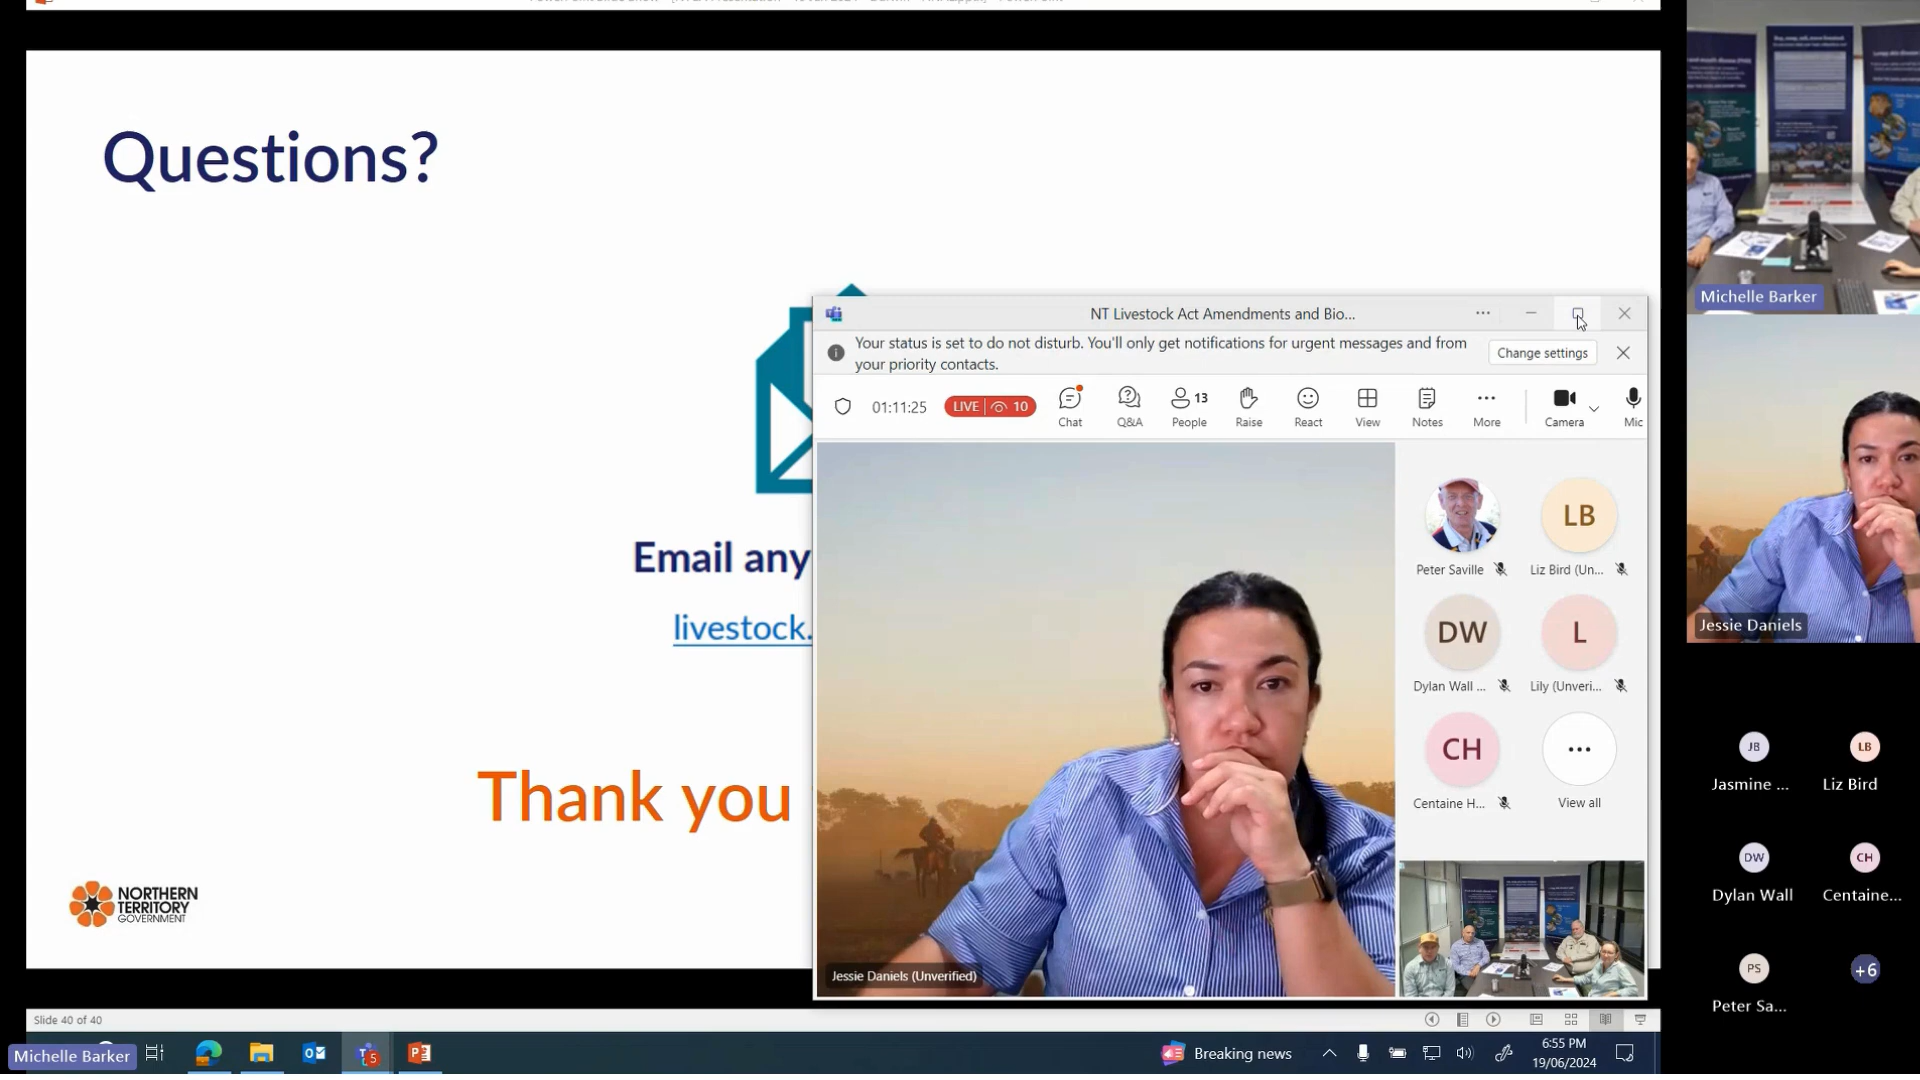 Questions?
Email any
livestock.
Thank you
NORTHERN
TERRITORY
GOVERNMENT
NT Livestock Act Amendments and Bio...
Your status is set to do not disturb. You'll only get notifications for urgent messages and from
your priority contacts.
Change settings
01:11:25
LIVE
10
Chat
Q&A
13
People
Raise
React
View
Notes
More
Camera
Mic
Peter Saville
LB
Liz Bird (Un...
DW
Dylan Wall ...
L
Lily (Unveri...
CH
Centaine H...
View all
Jessie Daniels (Unverified)
Michelle Barker
Jessie Daniels
JB
Jasmine ...
LB
Liz Bird
DW
Dylan Wall
CH
Centaine...
PS
Peter Sa...
+6
Slide 40 of 40
Michelle Barker
5
Breaking news
6:55 PM
19/06/2024